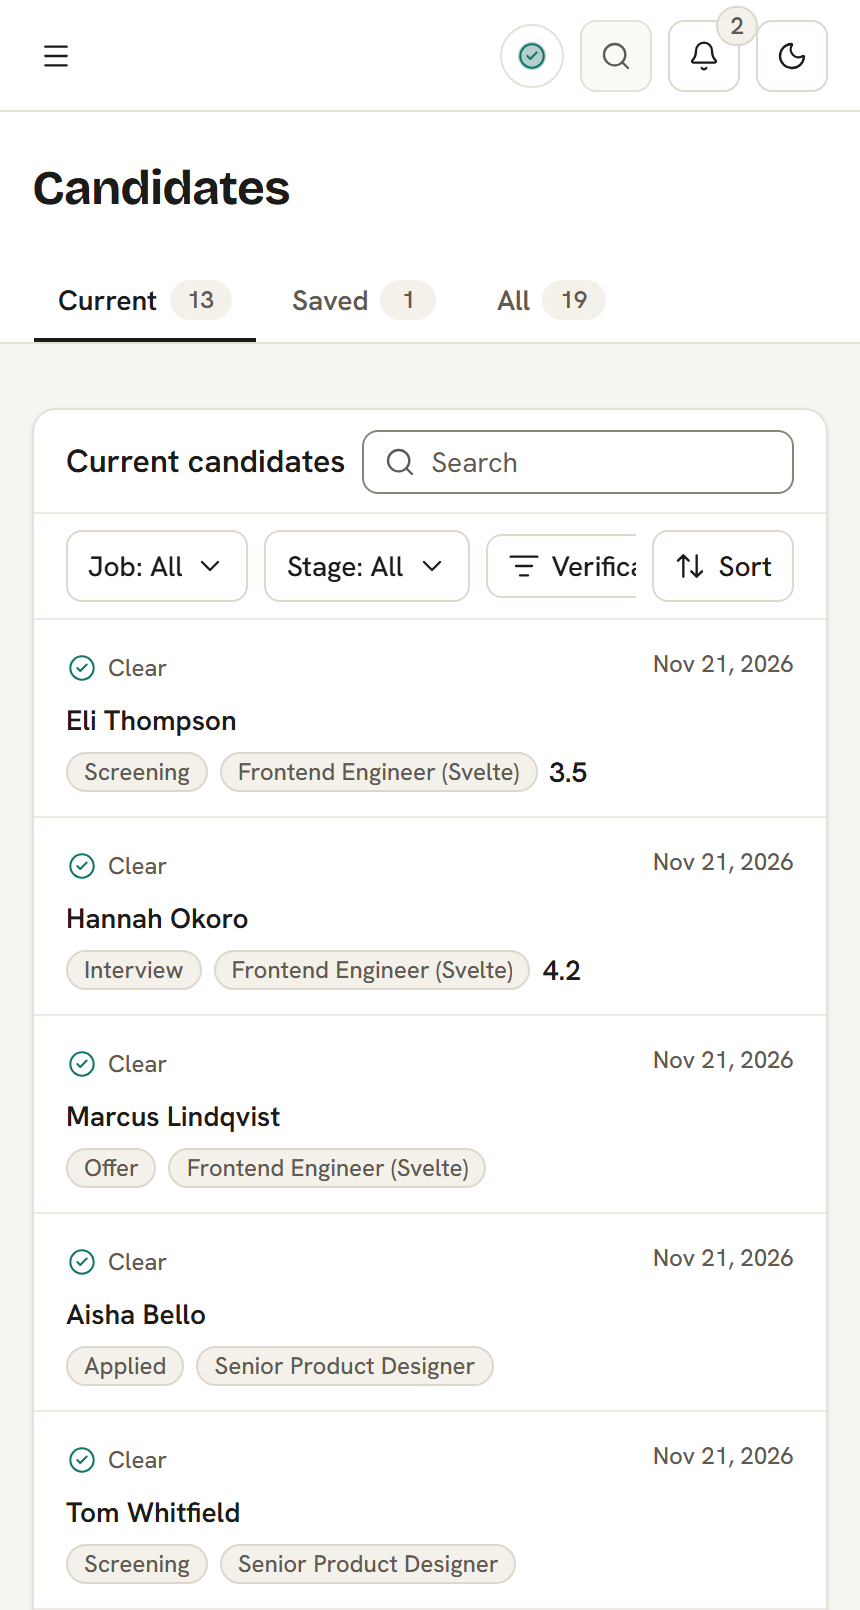 2
Candidates
Current 13 Saved 1 All 19
Current candidates Search
Job: All Stage: All Verifica Sort
Clear Nov 21, 2026
Eli Thompson
Screening Frontend Engineer (Svelte) 3.5
Clear Nov 21, 2026
Hannah Okoro
Interview Frontend Engineer (Svelte) 4.2
Clear Nov 21, 2026
Marcus Lindqvist
Offer Frontend Engineer (Svelte)
Clear Nov 21, 2026
Aisha Bello
Applied Senior Product Designer
Clear Nov 21, 2026
Tom Whitfield
Screening Senior Product Designer